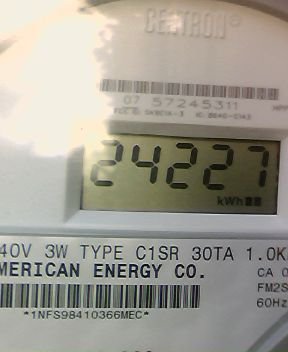 CENTRON®
07 57245311
24227
kWh
40V 3W TYPE C1SR 30TA 1.0K
MERICAN ENERGY CO.
CA 0
FM2S
60Hz
*1NFS98410366MEC*